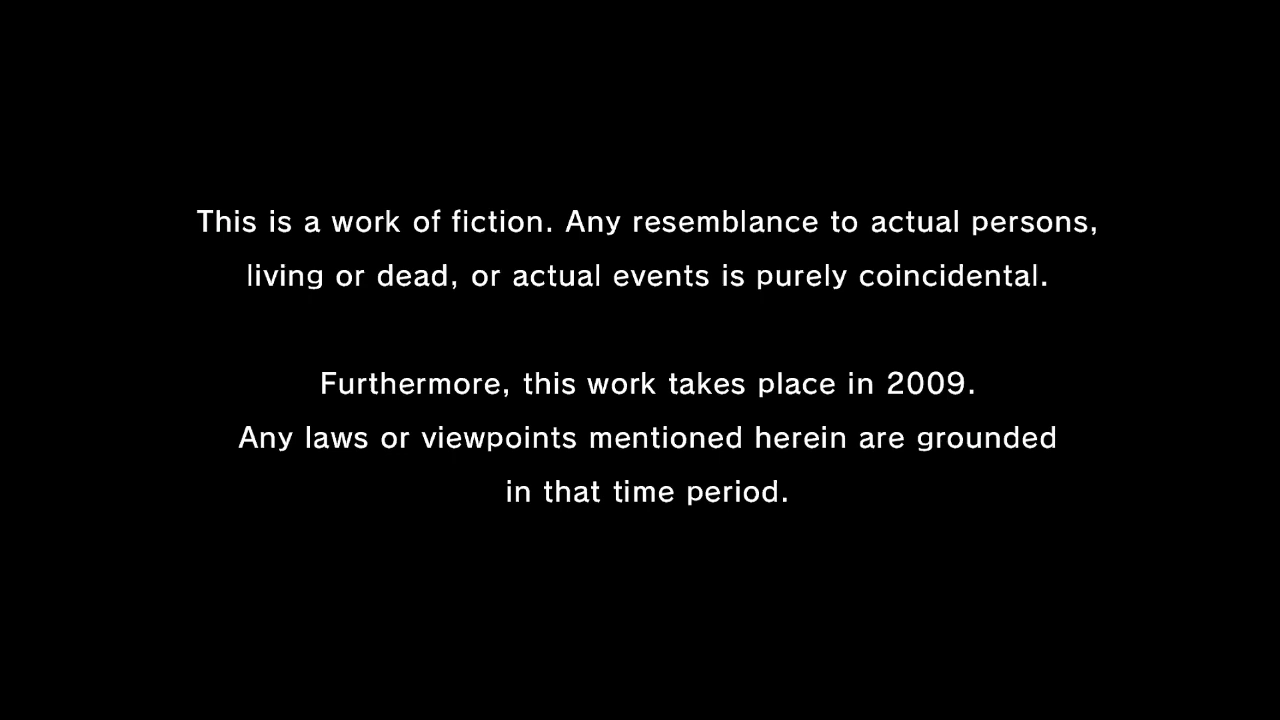 This is a work of fiction. Any resemblance to actual persons,
living or dead, or actual events is purely coincidental.
Furthermore, this work takes place in 2009.
Any laws or viewpoints mentioned herein are grounded
in that time period.